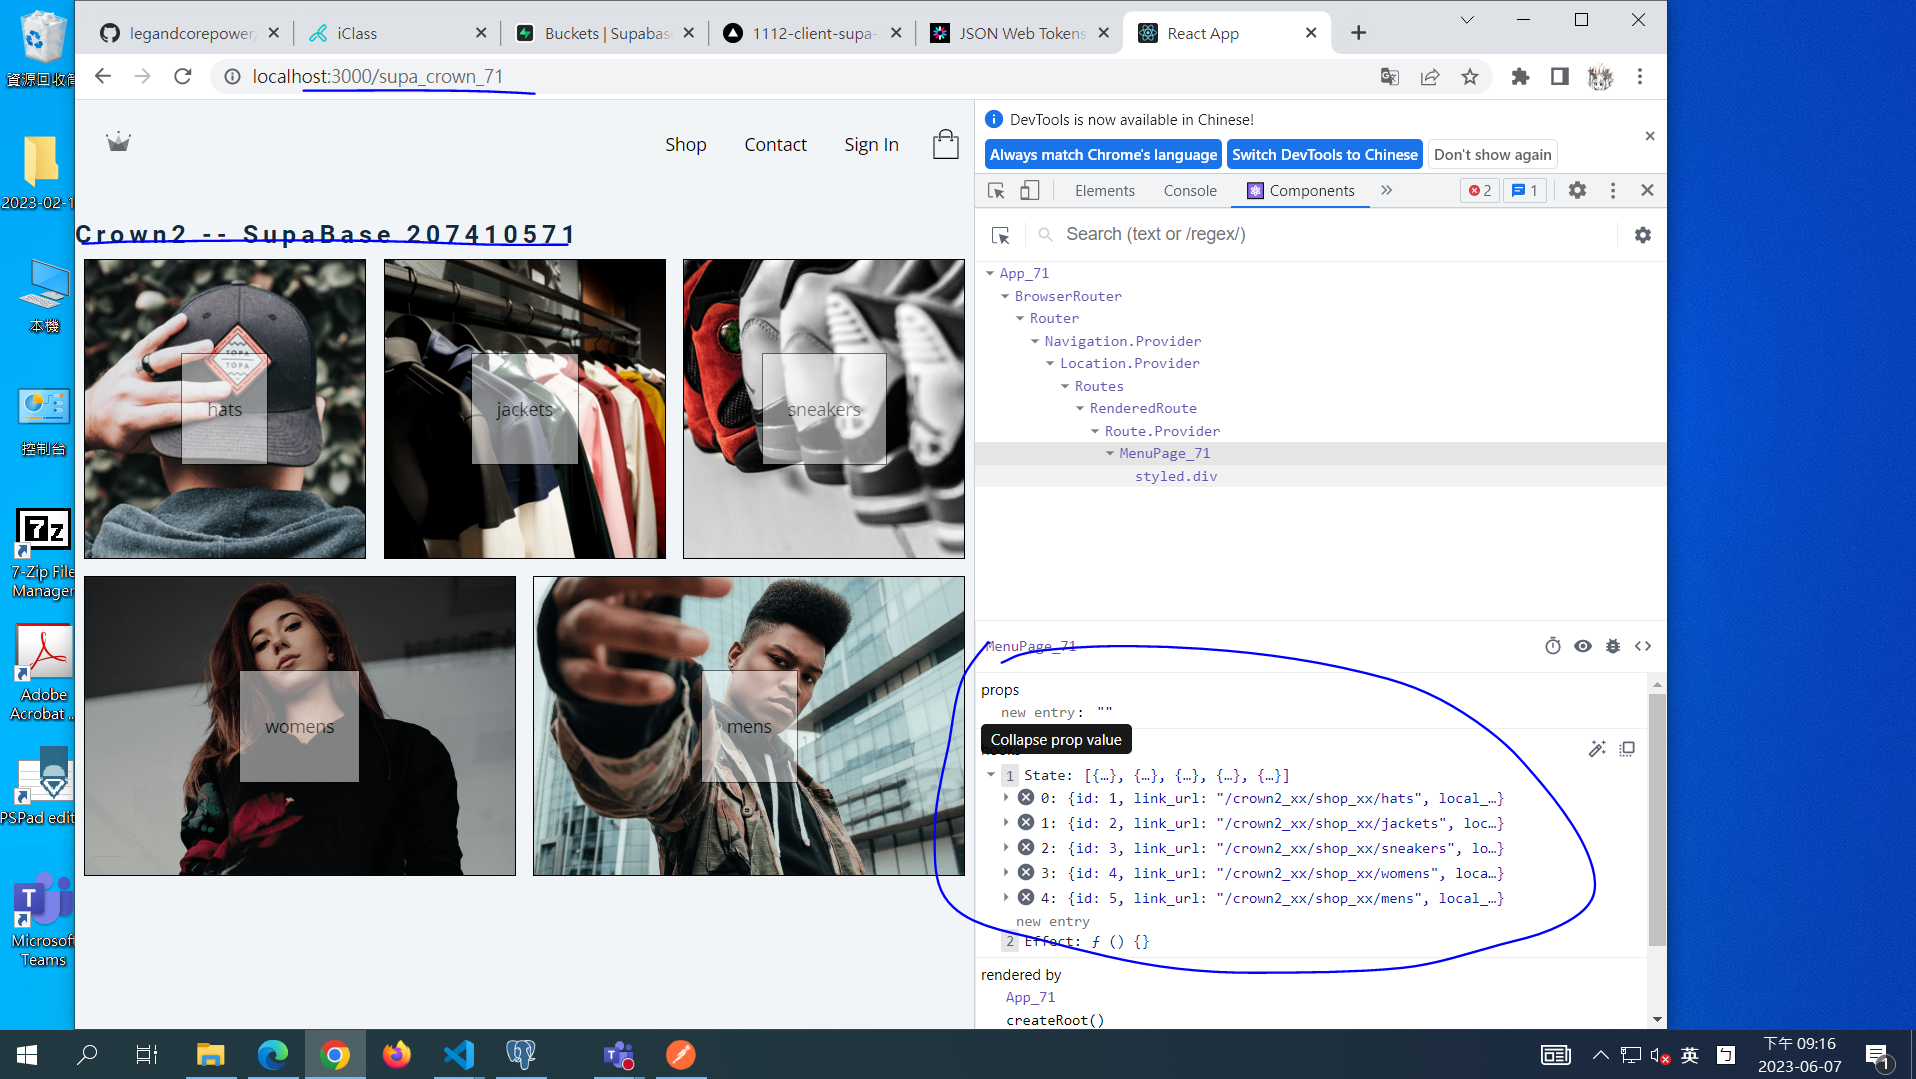 資源回收筒
2023-02-1
本機
控制台
7-Zip File
Manager
Adobe
Acrobat ..
PSPad edit
Microsoft
Teams
legandcorepower/
iClass
Buckets | Supabas
1112-client-supa-
JSON Web Tokens
React App
localhost:3000/supa_crown_71
Shop
Contact
Sign In
Crown2 -- SupaBase 207410571
TOPA
TOPA
hats
jackets
sneakers
womens
mens
DevTools is now available in Chinese!
Always match Chrome's language
Switch DevTools to Chinese
Don't show again
Elements
Console
Components
2
1
Search (text or /regex/)
App_71
BrowserRouter
Router
Navigation.Provider
Location.Provider
Routes
RenderedRoute
Route.Provider
MenuPage_71
styled.div
MenuPage_71
props
new entry: ""
Collapse prop value
1 State: [{…}, {…}, {…}, {…}, {…}]
0: {id: 1, link_url: "/crown2_xx/shop_xx/hats", local_…}
1: {id: 2, link_url: "/crown2_xx/shop_xx/jackets", loc…}
2: {id: 3, link_url: "/crown2_xx/shop_xx/sneakers", lo…}
3: {id: 4, link_url: "/crown2_xx/shop_xx/womens", loca…}
4: {id: 5, link_url: "/crown2_xx/shop_xx/mens", local_…}
new entry
2 Effect: ƒ () {}
rendered by
App_71
createRoot()
英
下午 09:16
2023-06-07
1